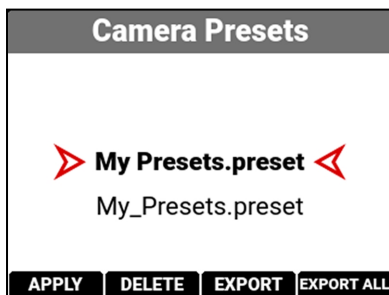 Camera Presets
My Presets.preset
My_Presets.preset
APPLY DELETE EXPORT EXPORT ALL